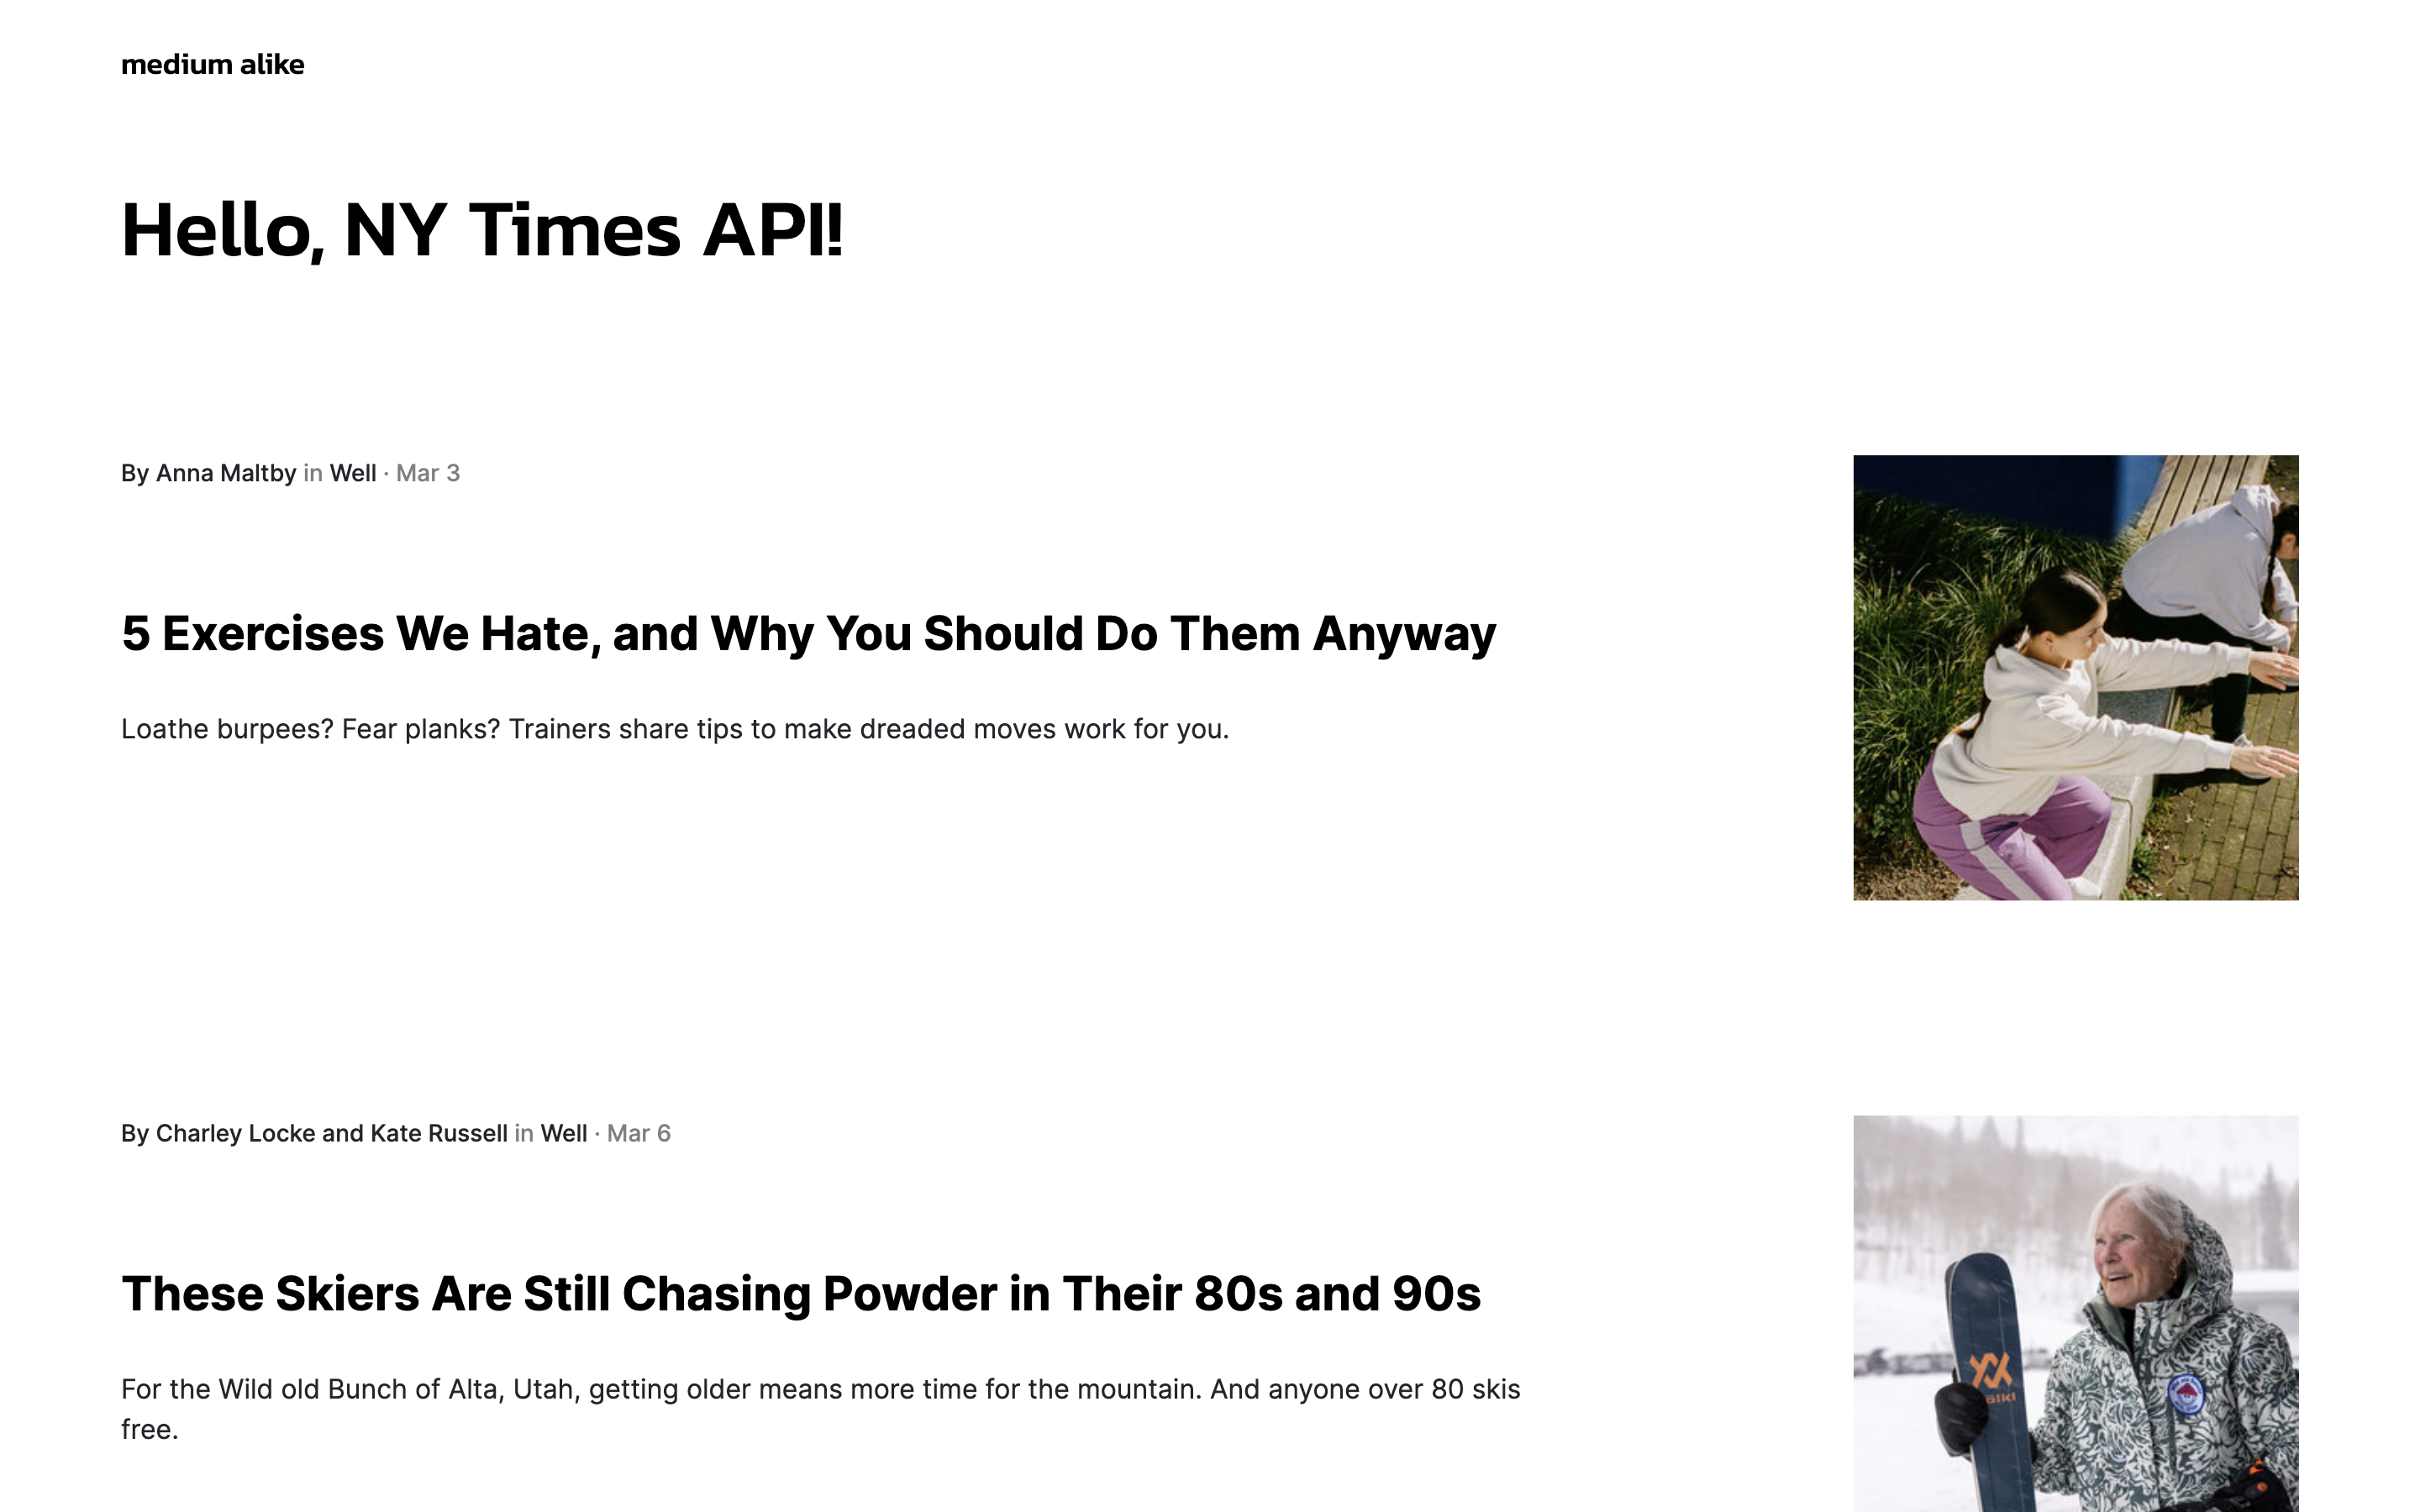 medium alike
Hello, NY Times API!
By Anna Maltby in Well · Mar 3
5 Exercises We Hate, and Why You Should Do Them Anyway
Loathe burpees? Fear planks? Trainers share tips to make dreaded moves work for you.
By Charley Locke and Kate Russell in Well · Mar 6
These Skiers Are Still Chasing Powder in Their 80s and 90s
For the Wild old Bunch of Alta, Utah, getting older means more time for the mountain. And anyone over 80 skis
free.